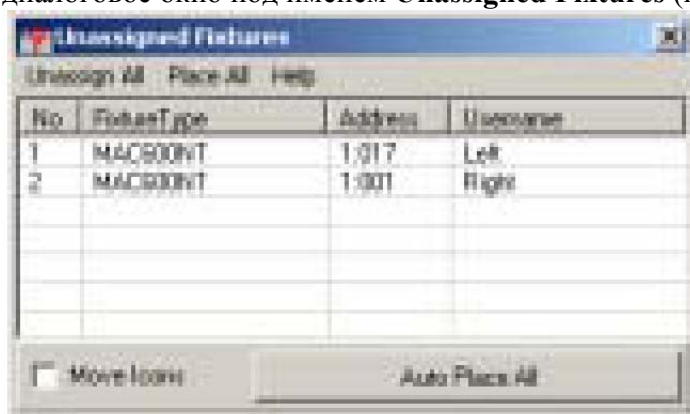 диалоговое окно под именем Unassigned Fixtures (
Unassigned Fixtures
Unassign All Place All Help
No FixtureType Address Username
1 MAC600NT 1:017 Left
2 MAC600NT 1:001 Right
Move Icons Auto Place All